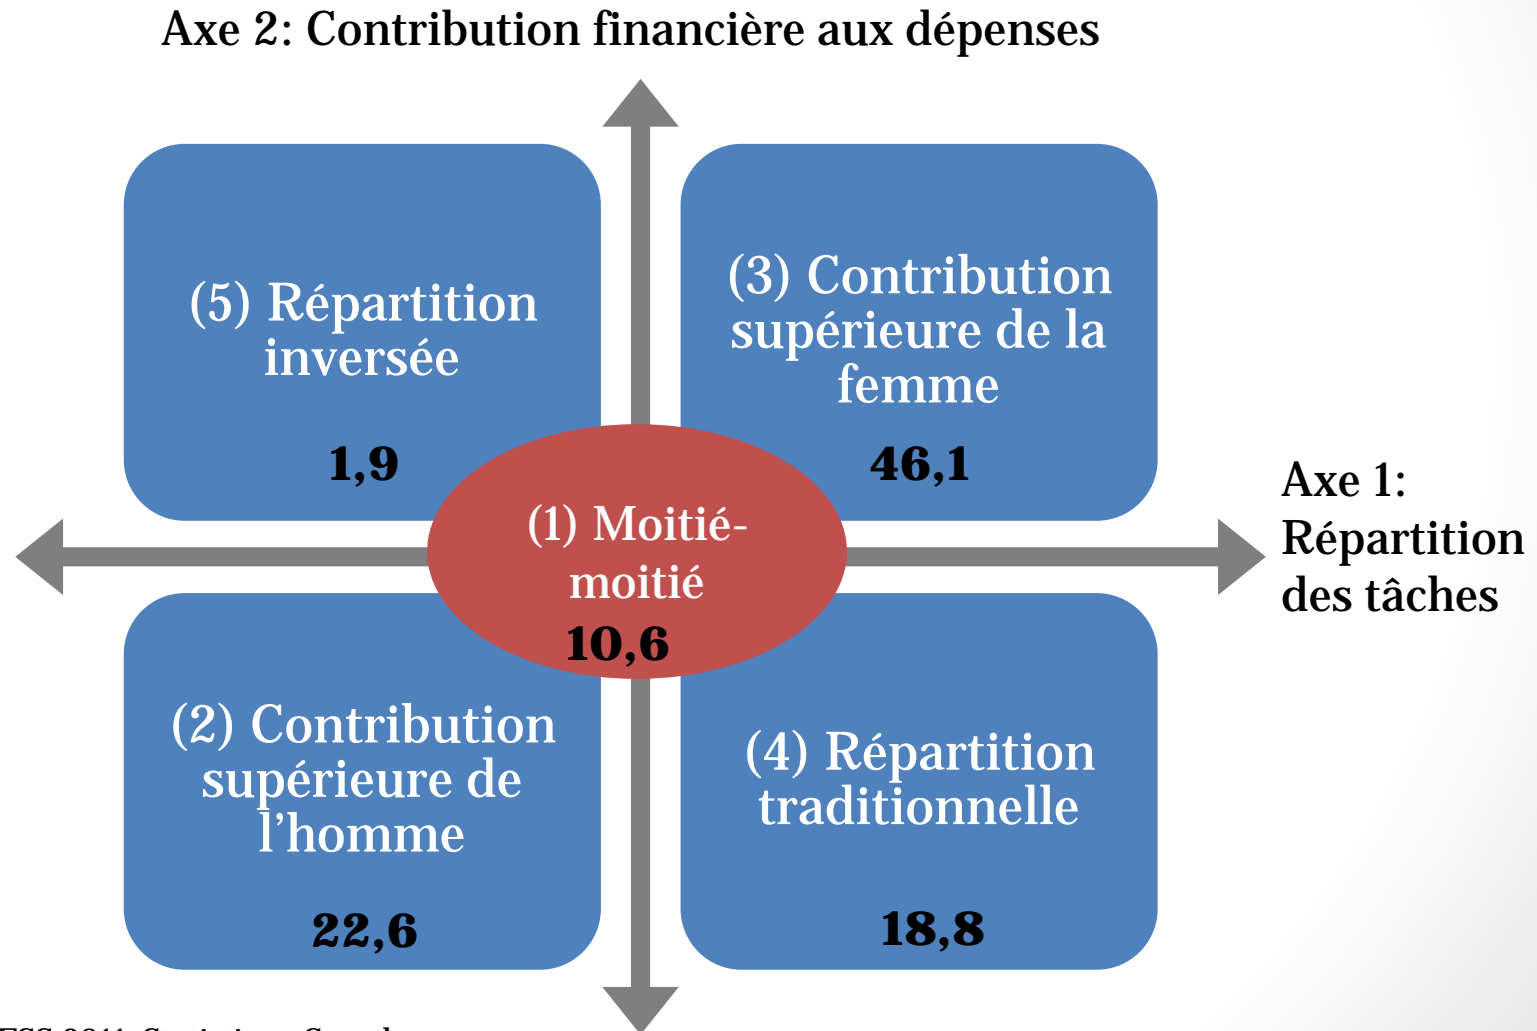 Axe 2: Contribution financière aux dépenses
(5) Répartition
inversée
1,9
(3) Contribution
supérieure de la
femme
46,1
(1) Moitié-
moitié
10,6
Axe 1:
Répartition
des tâches
(2) Contribution
supérieure de
l’homme
22,6
(4) Répartition
traditionnelle
18,8